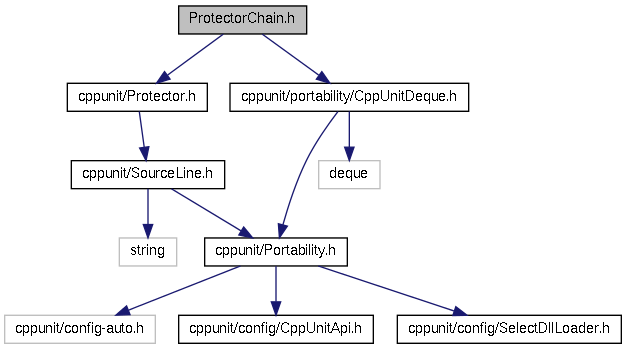 ProtectorChain.h
cppunit/Protector.h
cppunit/portability/CppUnitDeque.h
cppunit/SourceLine.h
deque
string
cppunit/Portability.h
cppunit/config-auto.h
cppunit/config/CppUnitApi.h
cppunit/config/SelectDllLoader.h